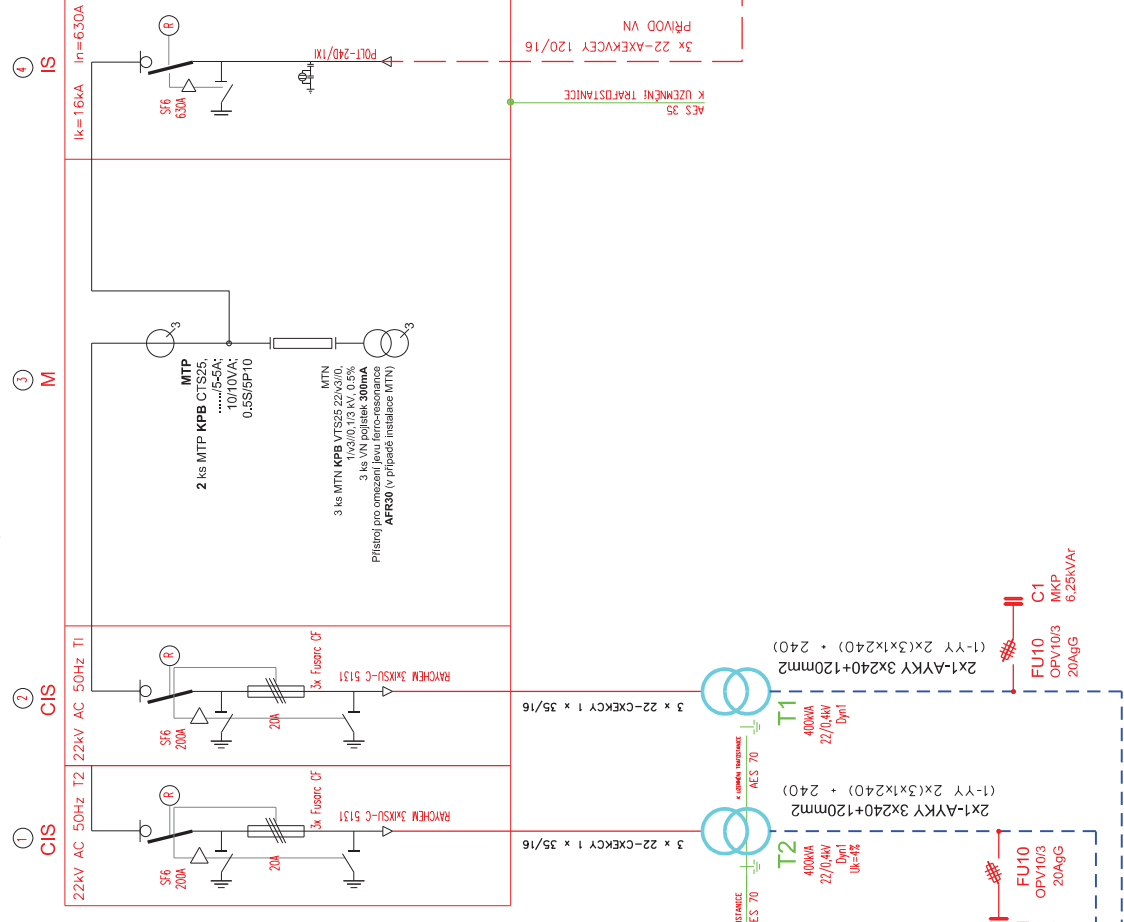 4
IS
Ik=16kA In=630A
R
SF6
630A
POLT-24D/1XI
3x 22-AXEKVCEY 120/16
PŘÍVOD VN
AES 35
K UZEMNĚNÍ TRAFOSTANICE
3
M
3
MTP
2 ks MTP KPB CTS25,
....../5-5A;
10/10VA;
0.5S/5P10
3
MTN
3 ks MTN KPB VTS25 22/v3//0,
1/v3//0,1/3 kV, 0.5%
3 ks VN pojistek 300mA
Přístroj pro omezení jevu ferro-resonance
AFR30 (v případě instalace MTN)
2
CIS
22kV AC 50Hz T1
R
SF6
200A
20A
3x Fusarc CF
RAYCHEM 3xIXSU-C 5131
3 x 22-CXEKCY 1 x 35/16
T1
400kVA
22/0,4kV
Dyn1
2x1-AYKY 3x240+120mm2
(1-YY 2x(3x1x240) + 240)
FU10
OPV10/3
20AgG
C1
MKP
6,25kVAr
K UZEMNĚNÍ TRAFOSTANICE
AES 70
1
CIS
22kV AC 50Hz T2
R
SF6
200A
20A
3x Fusarc CF
RAYCHEM 3xIXSU-C 5131
3 x 22-CXEKCY 1 x 35/16
T2
400kVA
22/0,4kV
Dyn1
Uk=4%
2x1-AYKY 3x240+120mm2
(1-YY 2x(3x1x240) + 240)
FU10
OPV10/3
20AgG
STANICE
ES 70